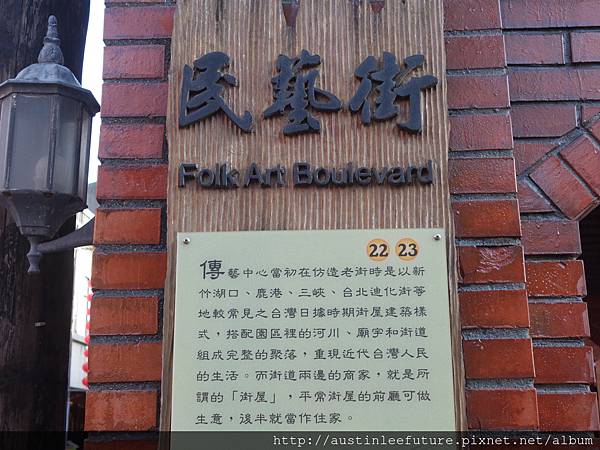 民藝街
Folk Art Boulevard
22 23
傳藝中心當初在仿造老街時是以新
竹湖口、鹿港、三峽、台北迪化街等
地較常見之台灣日據時期街屋建築樣
式，搭配園區裡的河川、廟宇和街道
組成完整的聚落，重現近代台灣人民
的生活。而街道兩邊的商家，就是所
謂的「街屋」，平常街屋的前廳可做
生意，後半就當作住家。
http://austinleefuture.pixnet.net/album